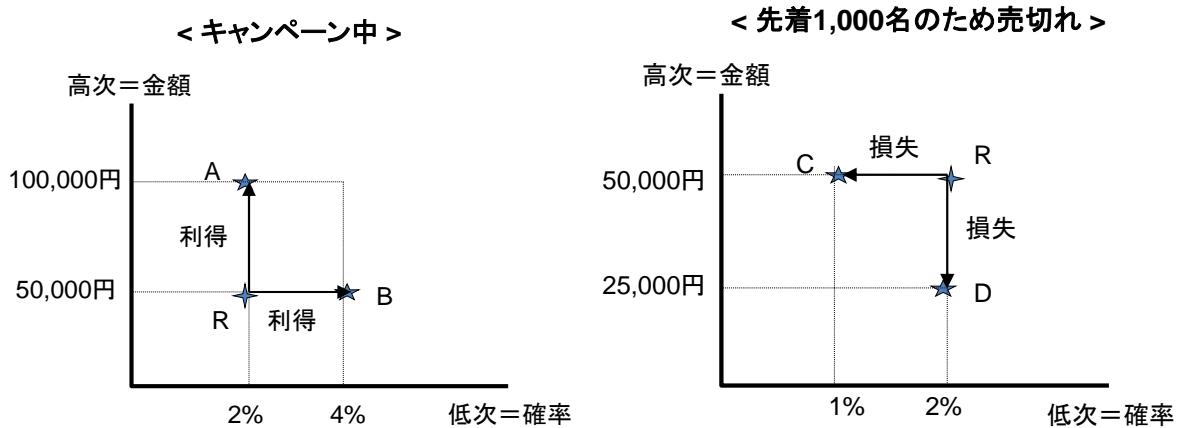 < キャンペーン中 >
高次＝金額
100,000円
A
利得
50,000円
B
R
利得
2%
4%
低次＝確率
< 先着1,000名のため売切れ >
高次＝金額
損失
R
C
50,000円
損失
25,000円
D
1%
2%
低次＝確率